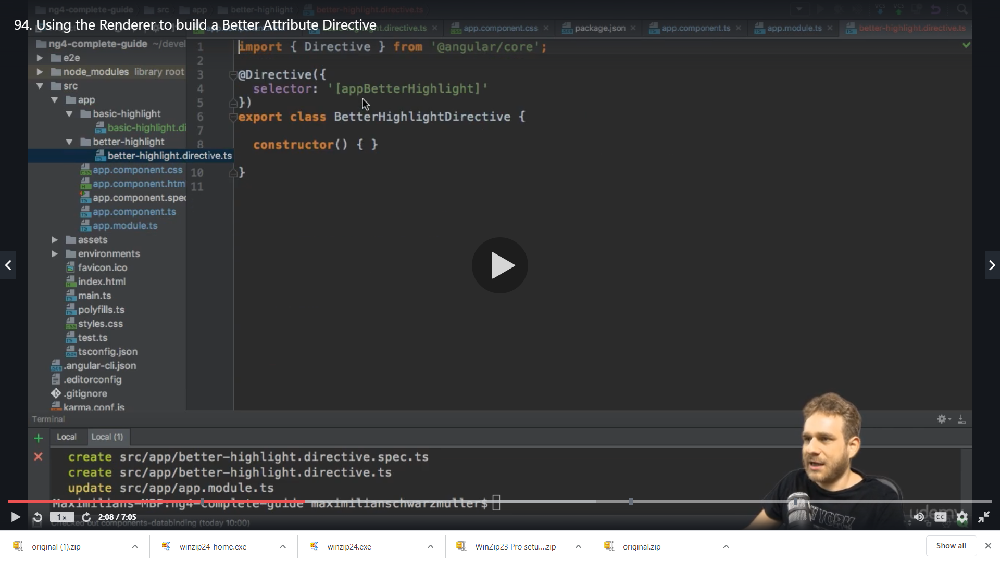 ng4-complete-guide src app better-highlight better-highlight.directive.ts
94. Using the Renderer to build a Better Attribute Directive
directive.ts app.component.css package.json app.component.ts app.module.ts better-highlight.directive.ts
ng4-complete-guide ~/devel
e2e
node_modules library root
src
app
basic-highlight
basic-highlight.di
better-highlight
better-highlight.directive.ts
app.component.css
app.component.htm
app.component.spec
app.component.ts
app.module.ts
assets
environments
favicon.ico
index.html
main.ts
polyfills.ts
styles.css
test.ts
tsconfig.json
.angular-cli.json
.editorconfig
.gitignore
karma.conf.js
1 import { Directive } from '@angular/core';
2
3 @Directive({
4 selector: '[appBetterHighlight]'
5 })
6 export class BetterHighlightDirective {
7
8 constructor() { }
10 }
11
Terminal
Local Local (1)
create src/app/better-highlight.directive.spec.ts
create src/app/better-highlight.directive.ts
update src/app/app.module.ts
Maximilians-MBP:ng4-complete-guide maximilianschwarzmuller$
1x 2:08 / 7:05
Checked out components-databinding (today 10:00)
udemy
YORK
CC
original (1).zip winzip24-home.exe winzip24.exe WinZip23 Pro setu....zip original.zip Show all